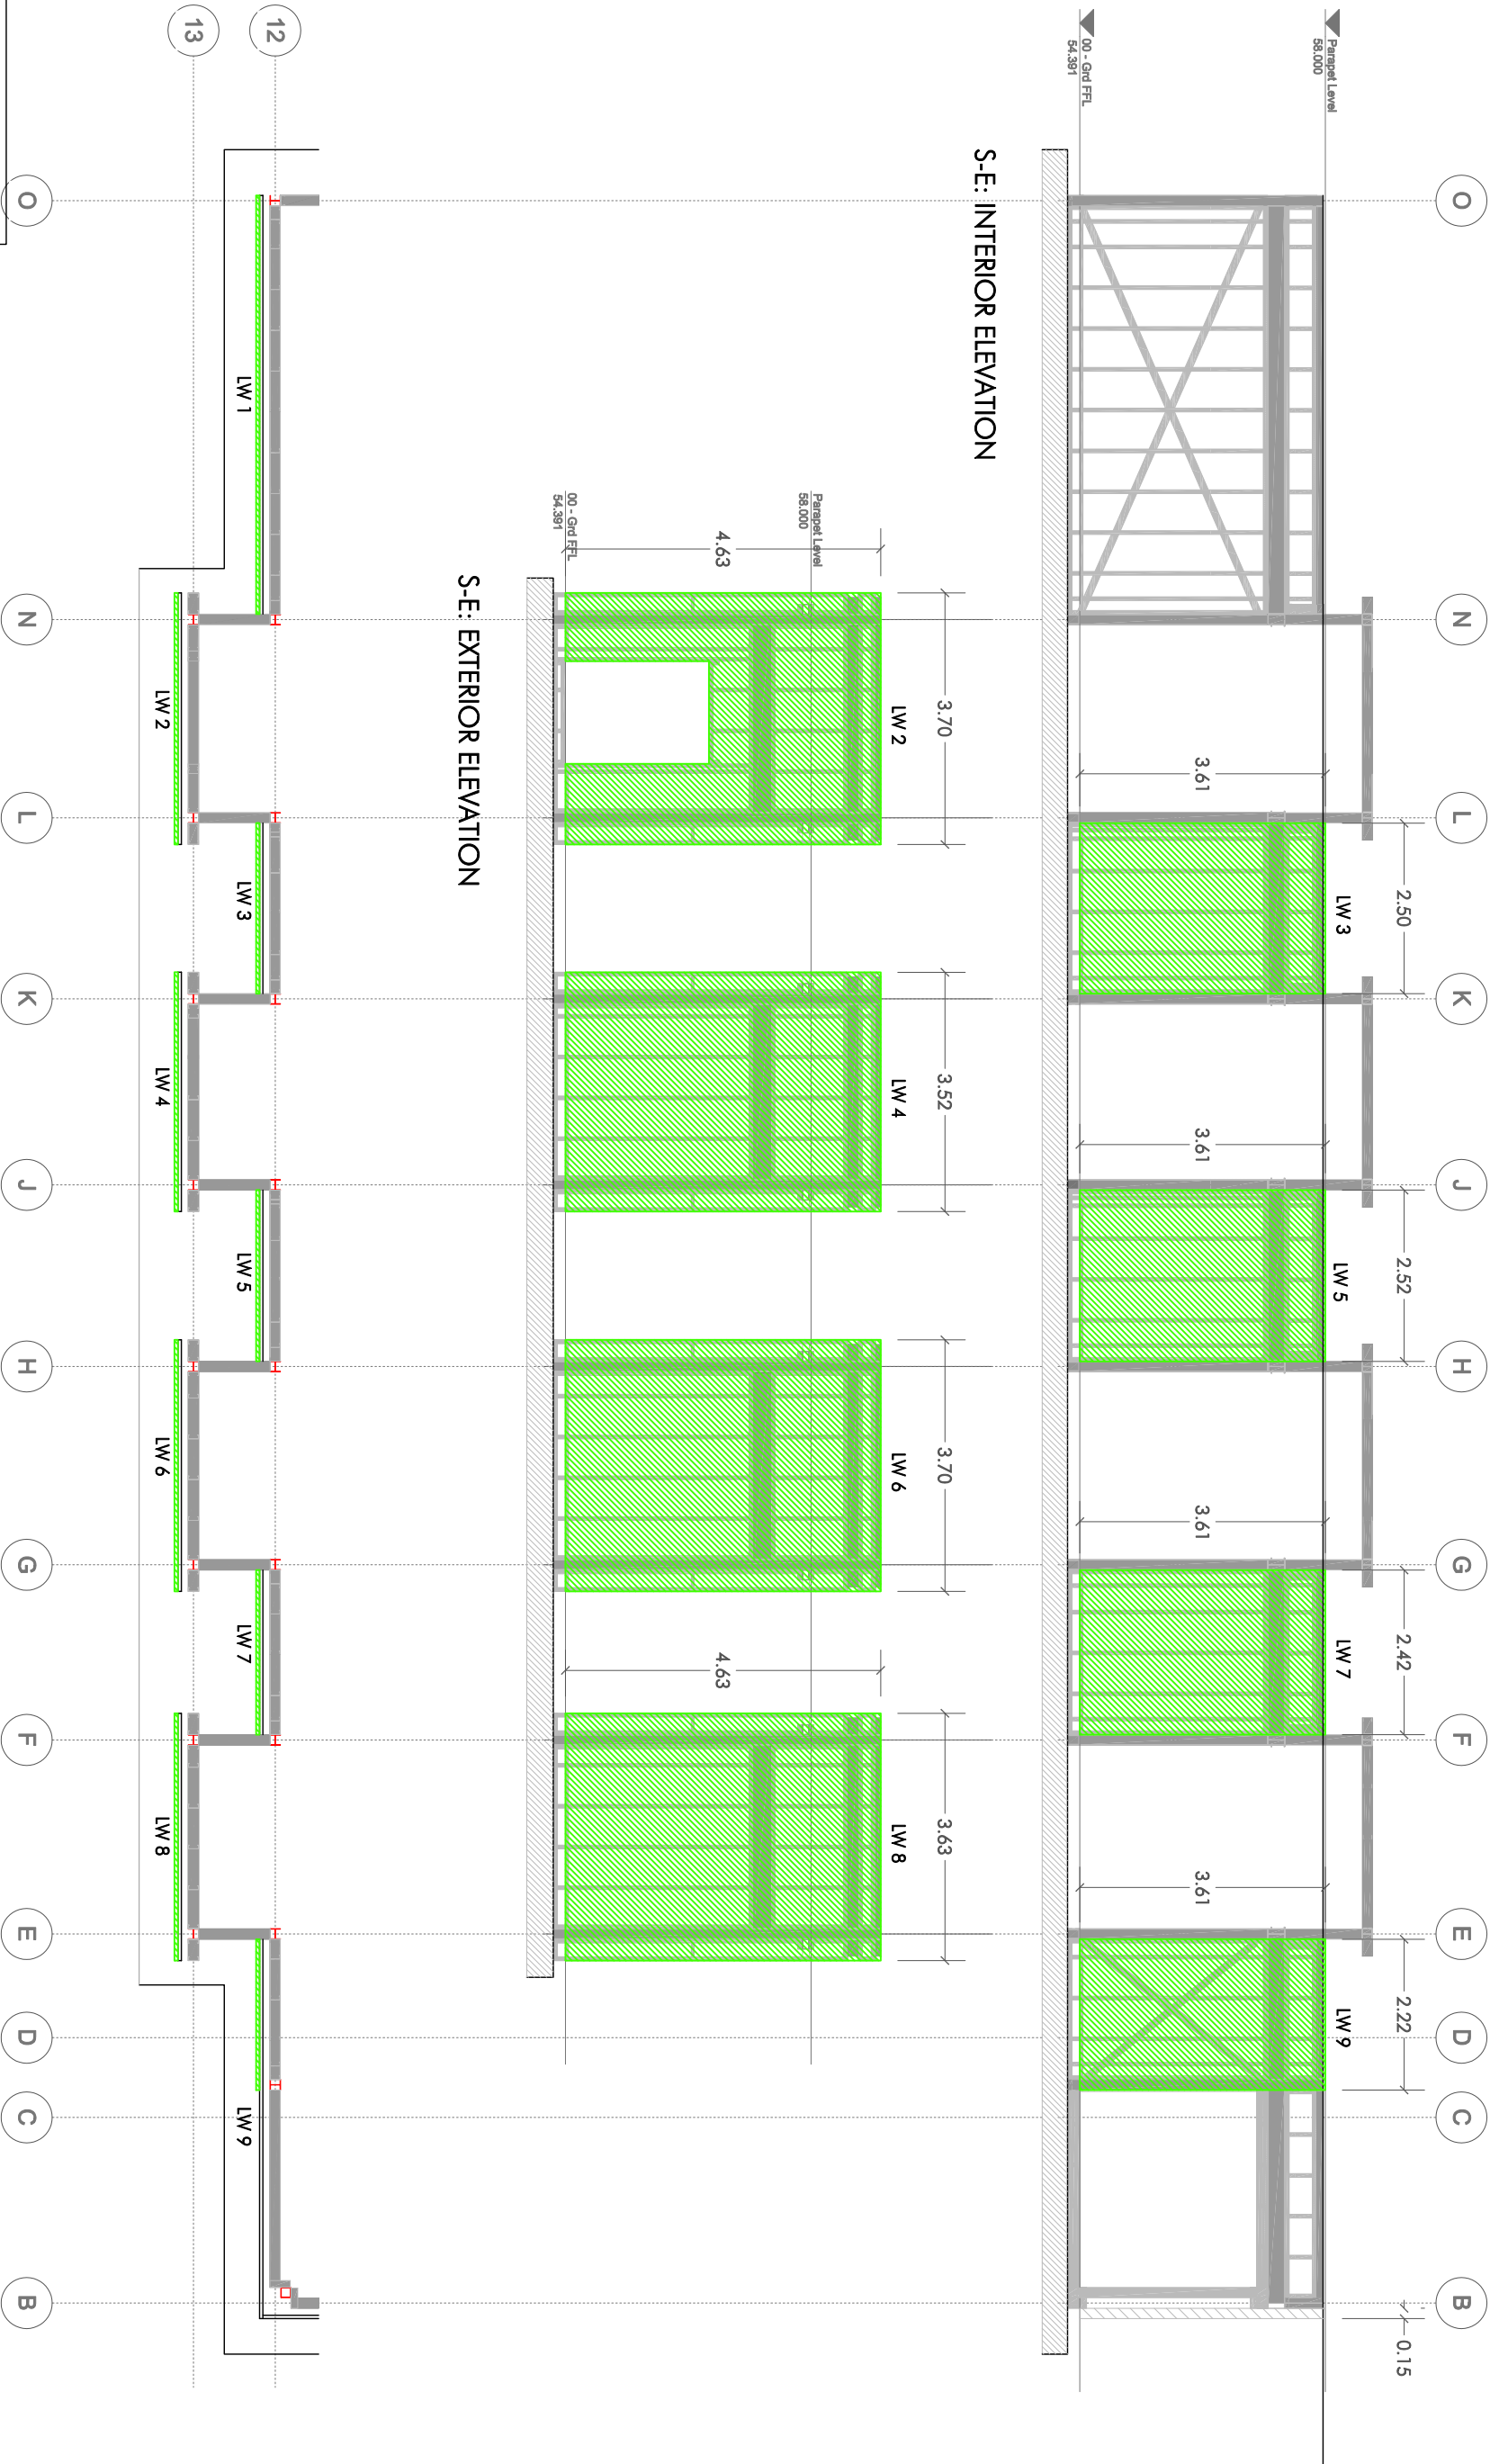 O
N
L
K
J
H
G
F
E
D
C
B
2.50
2.52
2.42
2.22
0.15
Parapet Level
58.000
LW 3
LW 5
LW 7
LW 9
3.61
3.61
3.61
3.61
00 - Grd FFL
54.391
S-E: INTERIOR ELEVATION
3.70
3.52
3.70
3.63
LW 2
LW 4
LW 6
LW 8
Parapet Level
58.000
4.63
4.63
00 - Grd FFL
54.391
S-E: EXTERIOR ELEVATION
12
LW 1
LW 3
LW 5
LW 7
LW 9
13
LW 2
LW 4
LW 6
LW 8
O
N
L
K
J
H
G
F
E
D
C
B